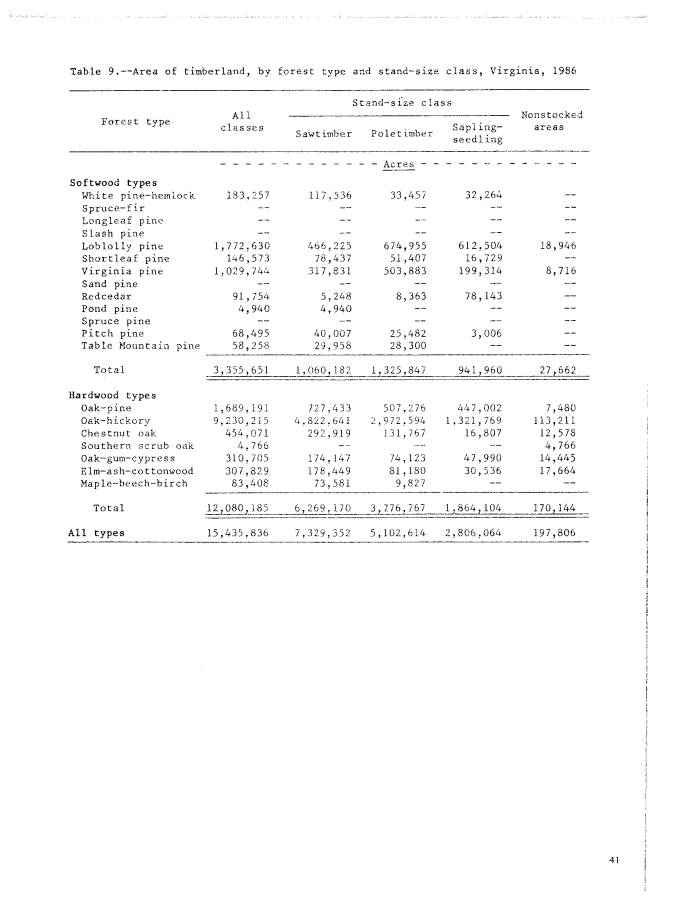 Table 9.--Area of timberland, by forest type and stand-size class, Virginia, 1986
Forest type | All classes | Stand-size class | Nonstocked areas
Sawtimber | Poletimber | Sapling-seedling
- - - - - - - - - - - - - Acres - - - - - - - - - - - - -
Softwood types
White pine-hemlock 183,257 117,536 33,457 32,264 --
Spruce-fir -- -- -- -- --
Longleaf pine -- -- -- -- --
Slash pine -- -- -- -- --
Loblolly pine 1,772,630 466,225 674,955 612,504 18,946
Shortleaf pine 146,573 78,437 51,407 16,729 --
Virginia pine 1,029,744 317,831 503,883 199,314 8,716
Sand pine -- -- -- -- --
Redcedar 91,754 5,248 8,363 78,143 --
Pond pine 4,940 4,940 -- -- --
Spruce pine -- -- -- -- --
Pitch pine 68,495 40,007 25,482 3,006 --
Table Mountain pine 58,258 29,958 28,300 -- --
Total 3,355,651 1,060,182 1,325,847 941,960 27,662
Hardwood types
Oak-pine 1,689,191 727,433 507,276 447,002 7,480
Oak-hickory 9,230,215 4,822,641 2,972,594 1,321,769 113,211
Chestnut oak 454,071 292,919 131,767 16,807 12,578
Southern scrub oak 4,766 -- -- -- 4,766
Oak-gum-cypress 310,705 174,147 74,123 47,990 14,445
Elm-ash-cottonwood 307,829 178,449 81,180 30,536 17,664
Maple-beech-birch 83,408 73,581 9,827 -- --
Total 12,080,185 6,269,170 3,776,767 1,864,104 170,144
All types 15,435,836 7,329,352 5,102,614 2,806,064 197,806
41